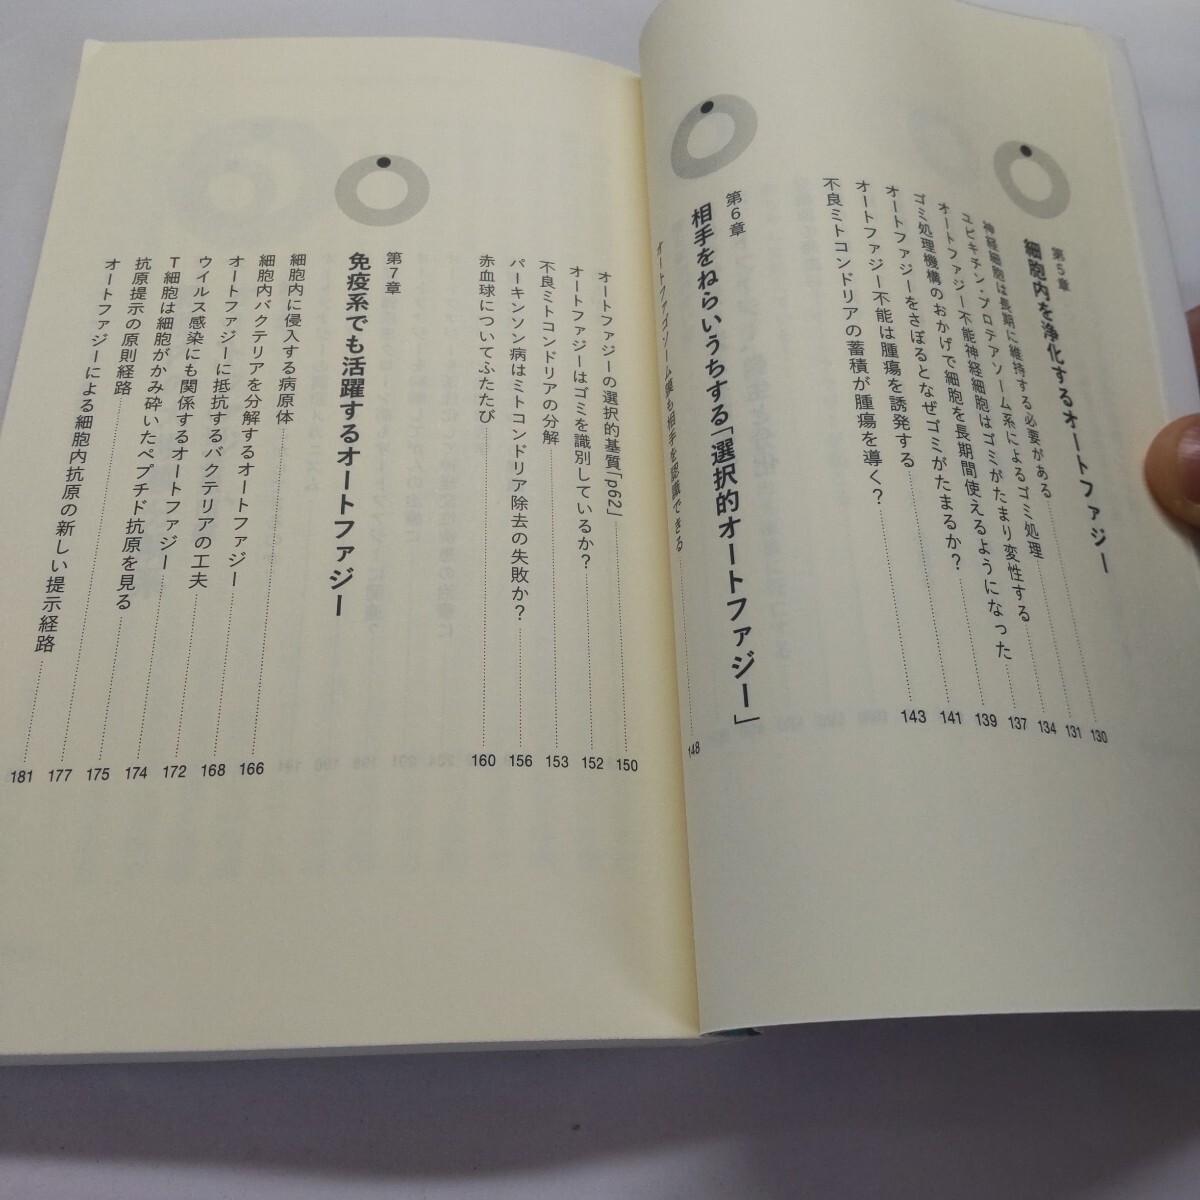 第5章
細胞内を浄化するオートファジー
神経細胞は長期に維持する必要がある 130
ユビキチン・プロテアソーム系によるゴミ処理 131
オートファジー不能神経細胞はゴミがたまり変性する 134
ゴミ処理機構のおかげで細胞を長期間使えるようになった 137
オートファジーをさぼるとなぜゴミがたまるか? 139
オートファジー不能は腫瘍を誘発する 141
不良ミトコンドリアの蓄積が腫瘍を導く? 143
第6章
相手をねらいうちする「選択的オートファジー」
オートファゴソーム膜も相手を認識できる 148
オートファジーの選択的基質「p62」 150
オートファジーはゴミを識別しているか? 152
不良ミトコンドリアの分解 153
パーキンソン病はミトコンドリア除去の失敗か? 156
赤血球についてふたたび 160
第7章
免疫系でも活躍するオートファジー
細胞内に侵入する病原体 166
細胞内バクテリアを分解するオートファジー 168
オートファジーに抵抗するバクテリアの工夫 172
ウイルス感染にも関係するオートファジー 174
T細胞は細胞がかみ砕いたペプチド抗原を見る 175
抗原提示の原則経路 177
オートファジーによる細胞内抗原の新しい提示経路 181